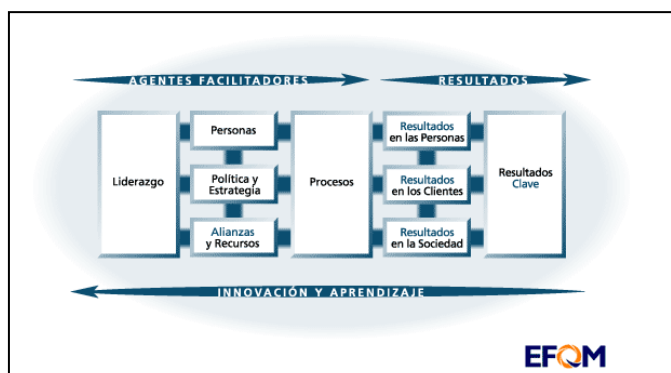 AGENTES FACILITADORES
RESULTADOS
Liderazgo
Personas
Política y
Estrategía
Alianzas
y Recursos
Procesos
Resultados
en las Personas
Resultados
en los Clientes
Resultados
en la Sociedad
Resultados
Clave
INNOVACIÓN Y APRENDIZAJE
EFQM